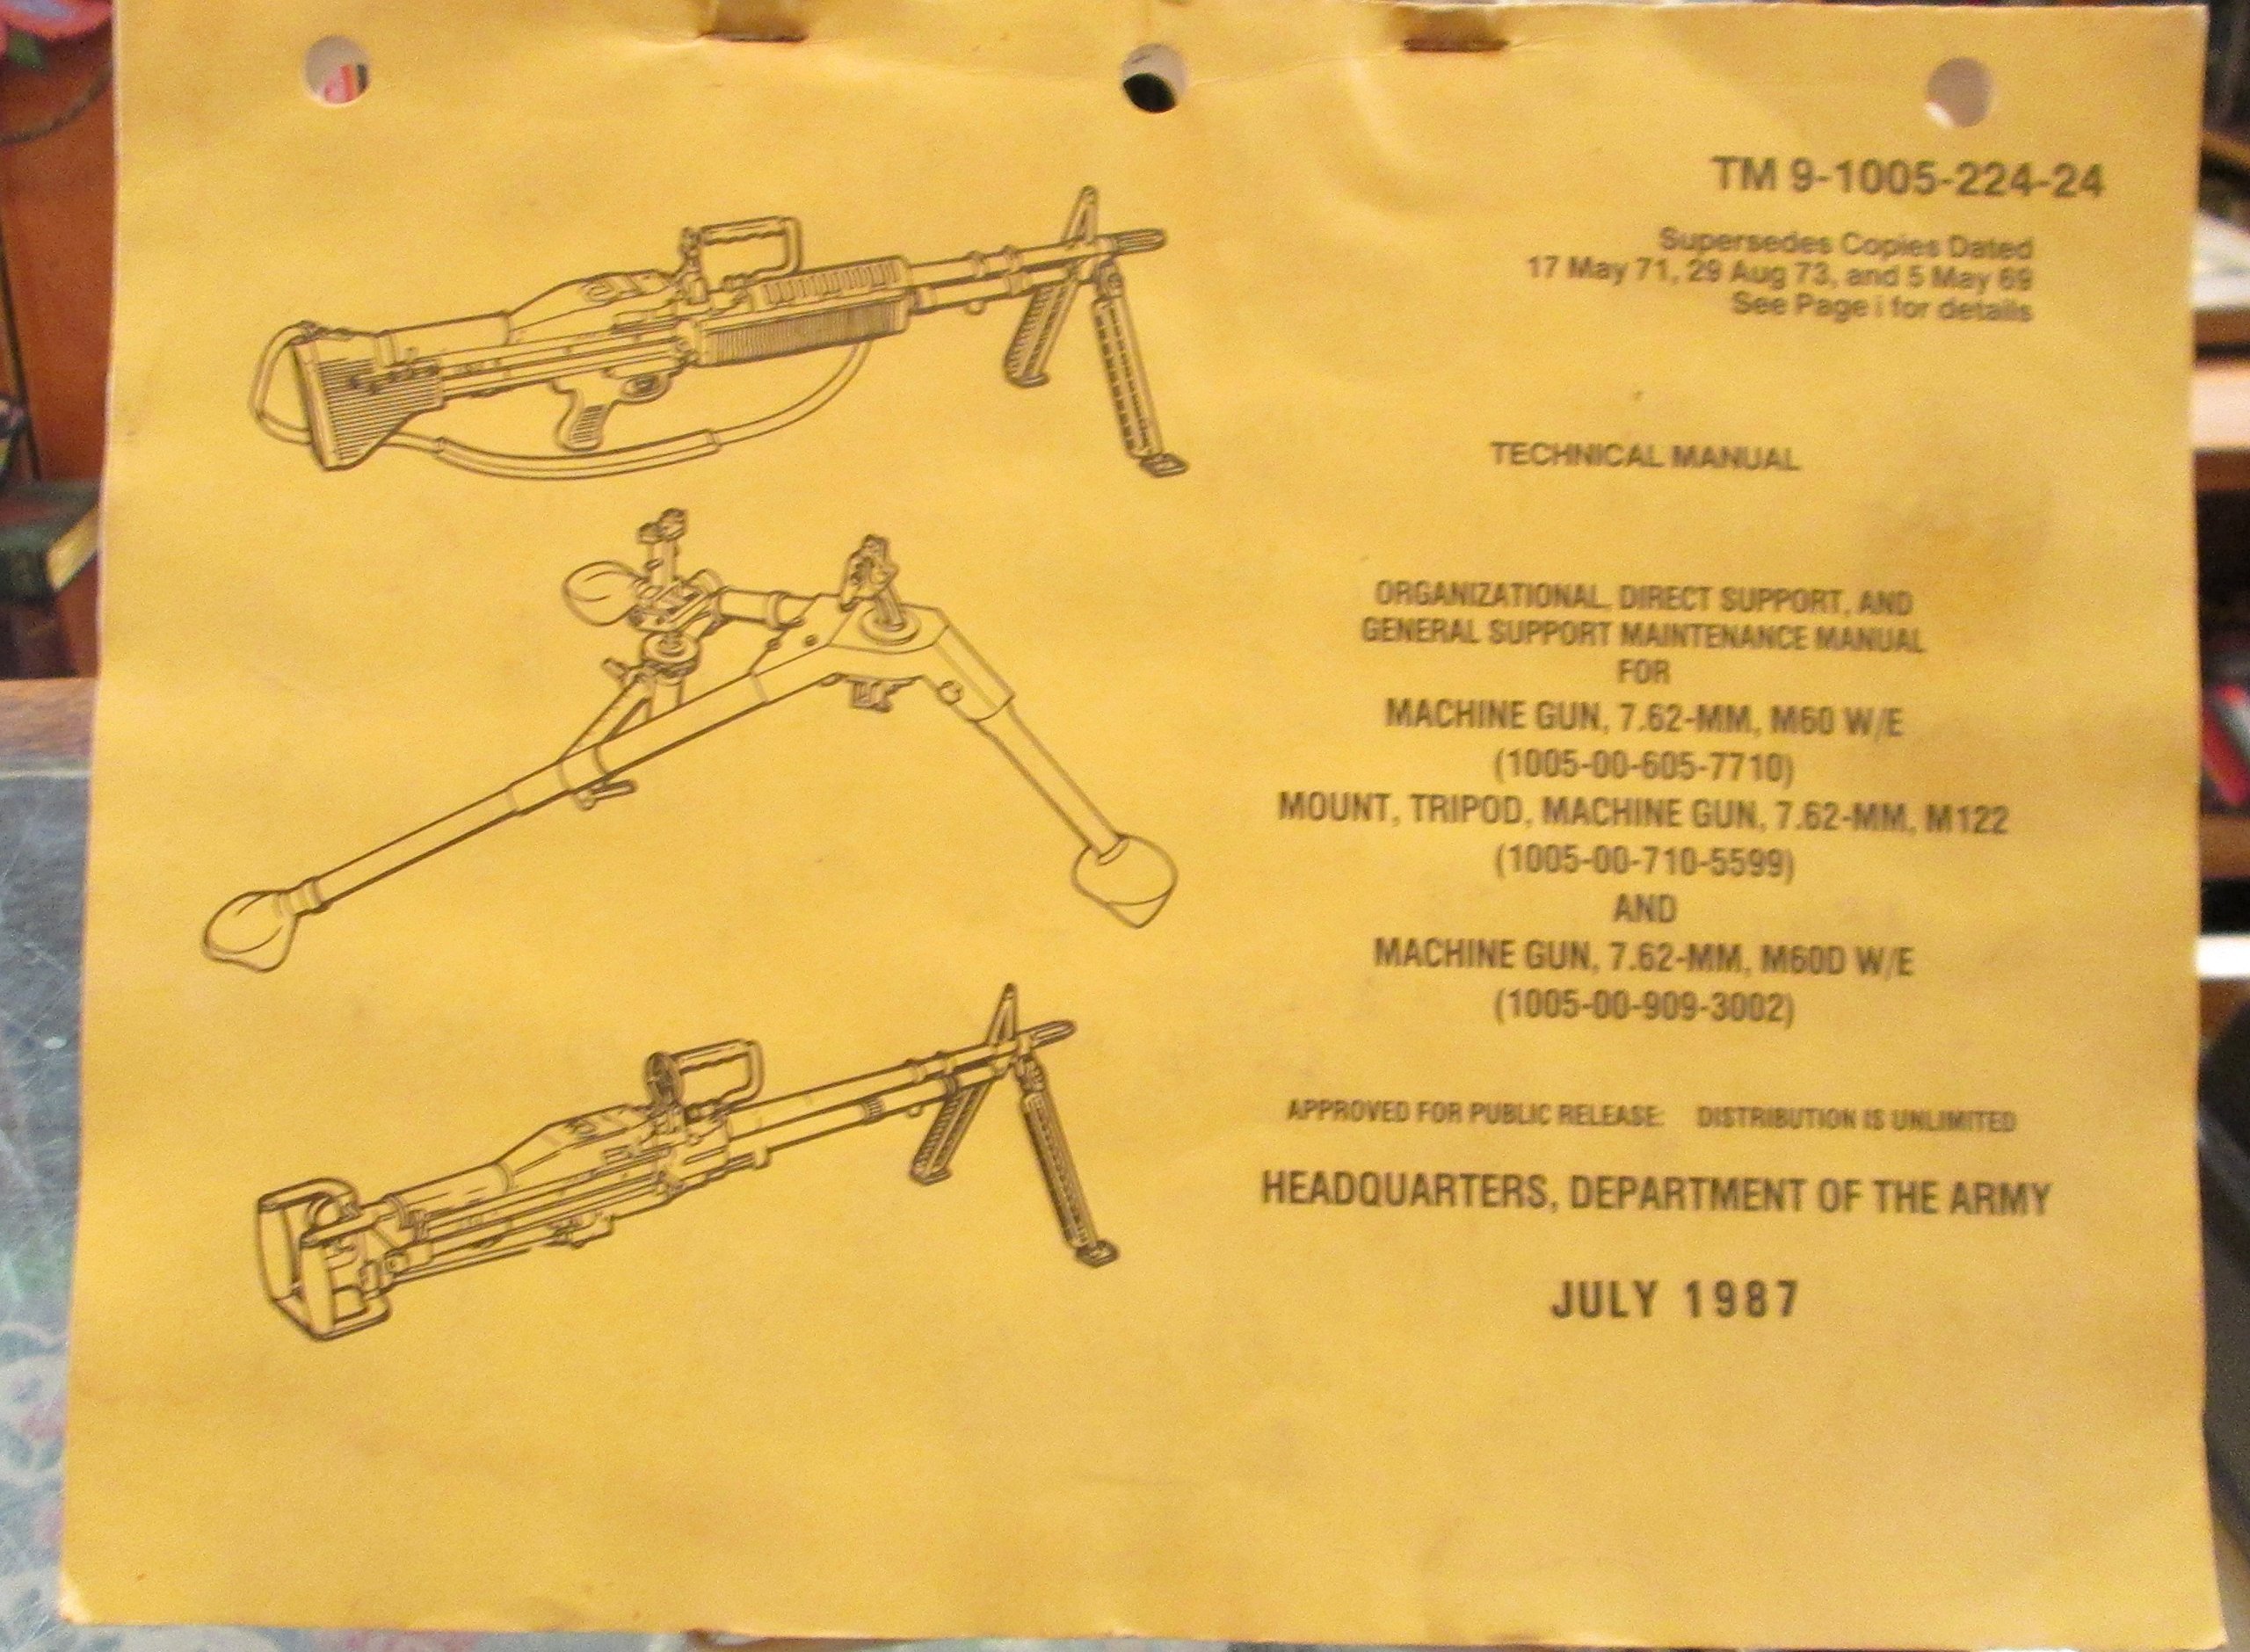 TM 9-1005-224-24
Supersedes Copies Dated
17 May 71, 29 Aug 73, and 5 May 69
See Page i for details
TECHNICAL MANUAL
ORGANIZATIONAL, DIRECT SUPPORT, AND
GENERAL SUPPORT MAINTENANCE MANUAL
FOR
MACHINE GUN, 7.62-MM, M60 W/E
(1005-00-605-7710)
MOUNT, TRIPOD, MACHINE GUN, 7.62-MM, M122
(1005-00-710-5599)
AND
MACHINE GUN, 7.62-MM, M60D W/E
(1005-00-909-3002)
APPROVED FOR PUBLIC RELEASE: DISTRIBUTION IS UNLIMITED
HEADQUARTERS, DEPARTMENT OF THE ARMY
JULY 1987